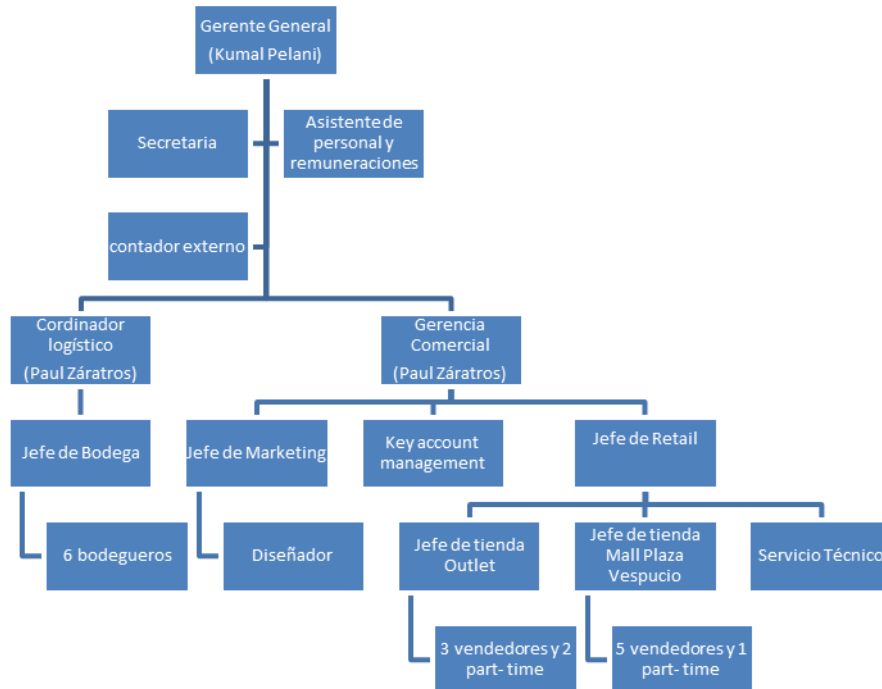 Gerente General
(Kumal Pelani)
Secretaria
Asistente de
personal y
remuneraciones
contador externo
Cordinador
logístico
(Paul Záratros)
Gerencia
Comercial
(Paul Záratros)
Jefe de Bodega
Jefe de Marketing
Key account
management
Jefe de Retail
6 bodegueros
Diseñador
Jefe de tienda
Outlet
Jefe de tienda
Mall Plaza
Vespucio
Servicio Técnico
3 vendedores y 2
part- time
5 vendedores y 1
part- time